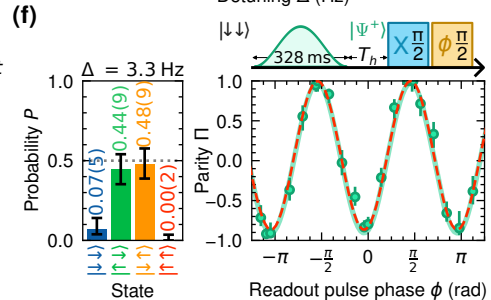 Detuning Δ (Hz)
(f)
|↓↓⟩
|Ψ⁺⟩
328 ms
T_h
X π/2
ϕ π/2
Δ = 3.3 Hz
1.0
0.5
0.0
Probability P
0.07(5)
0.44(9)
0.48(9)
0.00(2)
|↓↓⟩
State
1.0
0.5
0.0
−0.5
−1.0
Parity Π
−π
−π/2
0
π/2
π
Readout pulse phase ϕ (rad)